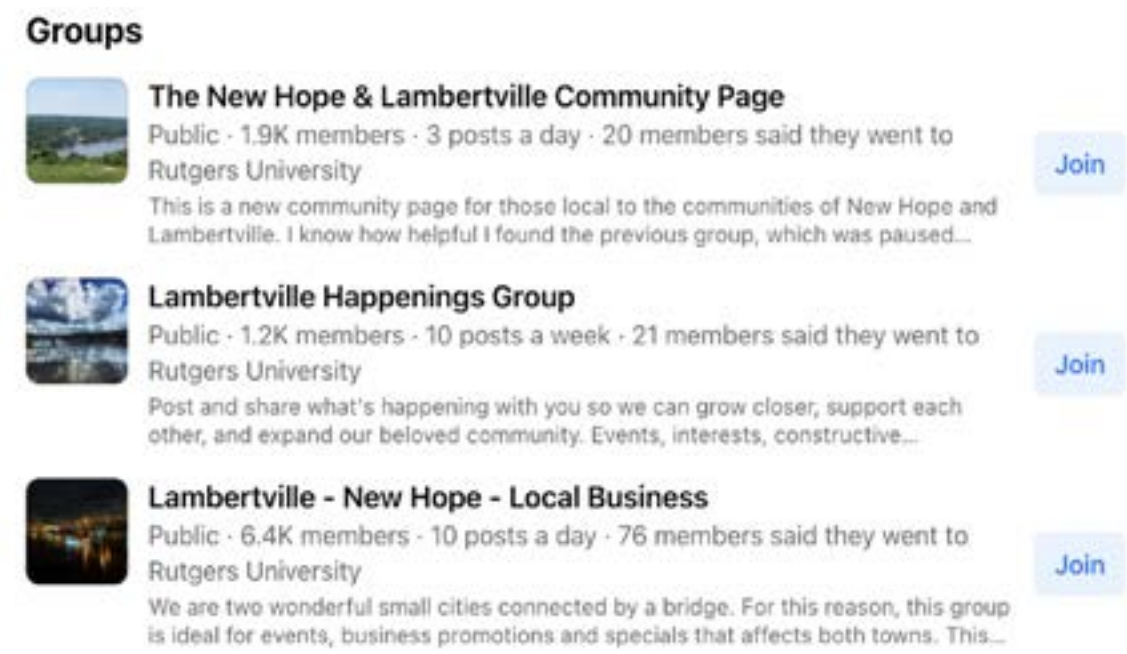 Groups
The New Hope & Lambertville Community Page
Public · 1.9K members · 3 posts a day · 20 members said they went to
Rutgers University
This is a new community page for those local to the communities of New Hope and
Lambertville. I know how helpful I found the previous group, which was paused...
Join
Lambertville Happenings Group
Public · 1.2K members · 10 posts a week · 21 members said they went to
Rutgers University
Post and share what's happening with you so we can grow closer, support each
other, and expand our beloved community. Events, interests, constructive...
Join
Lambertville - New Hope - Local Business
Public · 6.4K members · 10 posts a day · 76 members said they went to
Rutgers University
We are two wonderful small cities connected by a bridge. For this reason, this group
is ideal for events, business promotions and specials that affects both towns. This...
Join